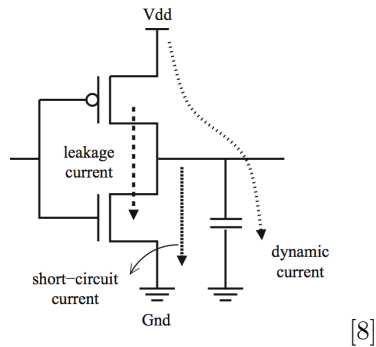 Vdd
leakage
current
dynamic
current
short−circuit
current
Gnd
[8]